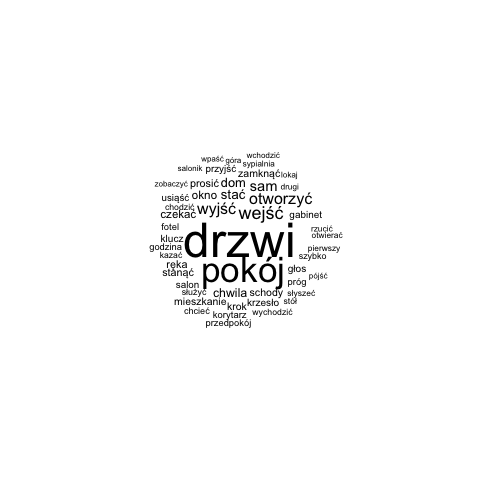 wpaść góra wchodzić
sypialnia
salonik przyjść zamknąć lokaj
zobaczyć prosić dom sam drugi
usiąść okno stać otworzyć
chodzić wyjść wejść gabinet
czekać
fotel drzwi rzucić
otwierać
klucz
godzina pierwszy
kazać szybko
ręka pokój głos
stanąć próg pójść
salon
służyć chwila schody słyszeć
mieszkanie krok krzesło stół
chcieć korytarz wychodzić
przedpokój